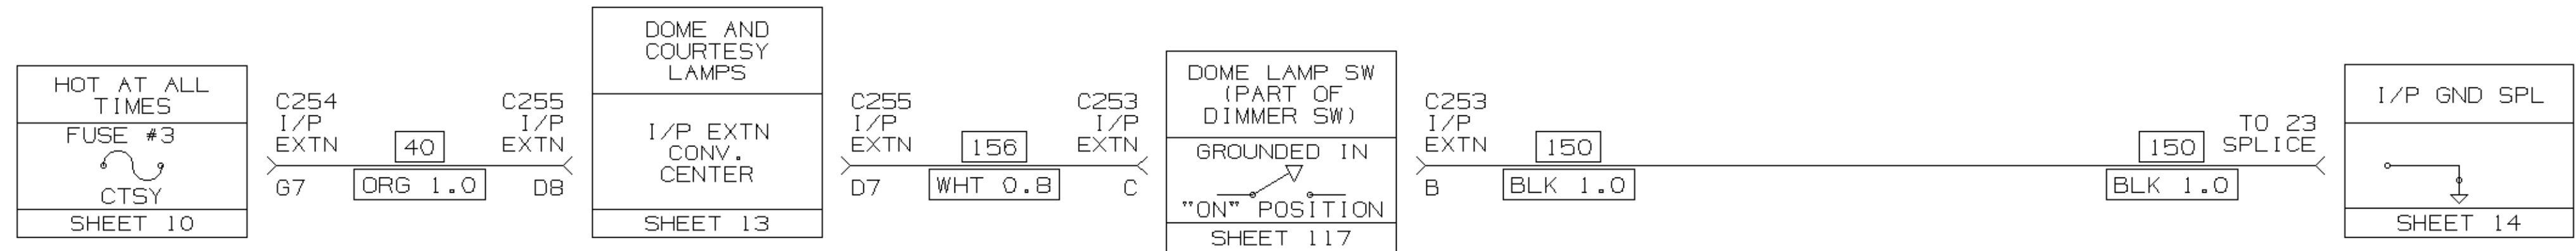 HOT AT ALL
TIMES
FUSE #3
CTSY
SHEET 10
C254
I/P
EXTN
G7
40
ORG 1.0
C255
I/P
EXTN
D8
DOME AND
COURTESY
LAMPS
I/P EXTN
CONV.
CENTER
SHEET 13
C255
I/P
EXTN
D7
156
WHT 0.8
C253
I/P
EXTN
C
DOME LAMP SW
(PART OF
DIMMER SW)
GROUNDED IN
"ON" POSITION
SHEET 117
C253
I/P
EXTN
B
150
BLK 1.0
150
BLK 1.0
TO 23
SPLICE
I/P GND SPL
SHEET 14